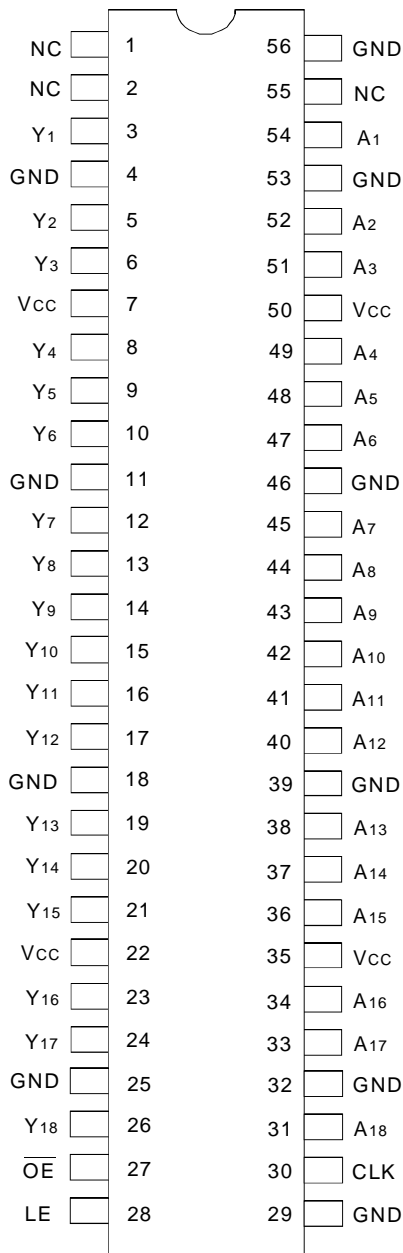 NC 1 56 GND
NC 2 55 NC
Y1 3 54 A1
GND 4 53 GND
Y2 5 52 A2
Y3 6 51 A3
VCC 7 50 VCC
Y4 8 49 A4
Y5 9 48 A5
Y6 10 47 A6
GND 11 46 GND
Y7 12 45 A7
Y8 13 44 A8
Y9 14 43 A9
Y10 15 42 A10
Y11 16 41 A11
Y12 17 40 A12
GND 18 39 GND
Y13 19 38 A13
Y14 20 37 A14
Y15 21 36 A15
VCC 22 35 VCC
Y16 23 34 A16
Y17 24 33 A17
GND 25 32 GND
Y18 26 31 A18
O̅E̅ 27 30 CLK
LE 28 29 GND